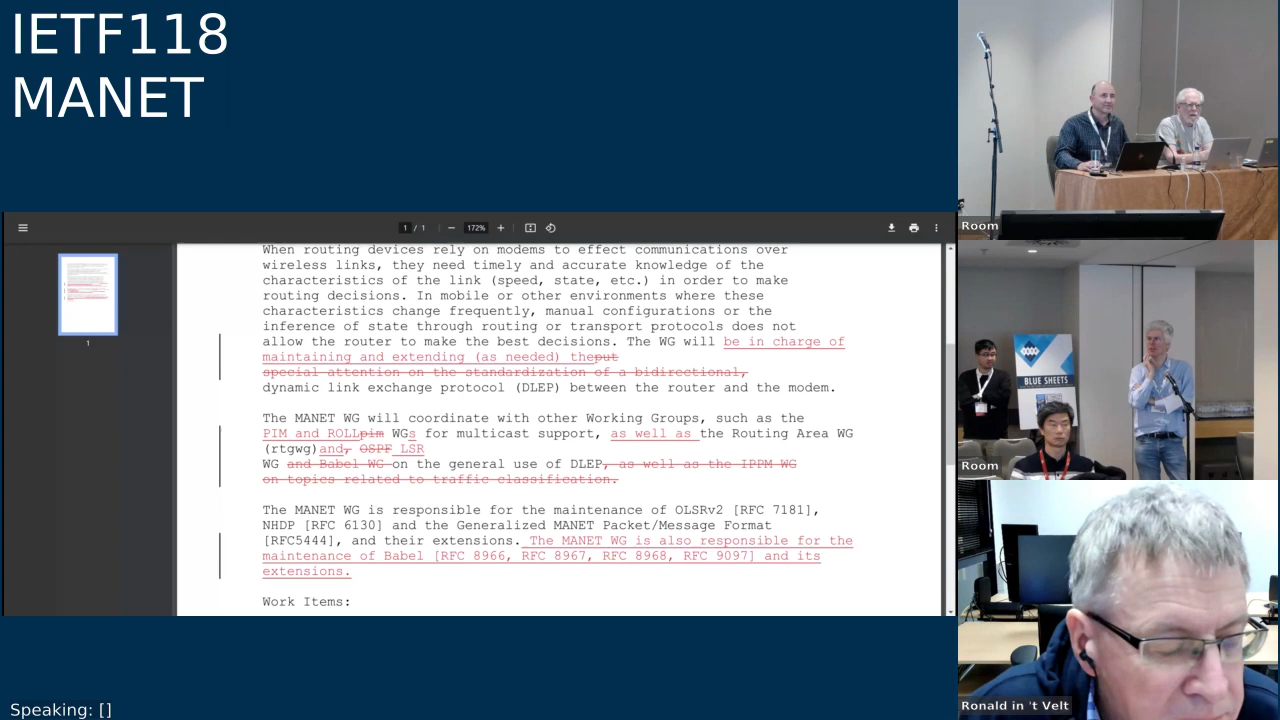 IETF118
MANET
1 / 1 − 172% +
1
When routing devices rely on modems to effect communications over
wireless links, they need timely and accurate knowledge of the
characteristics of the link (speed, state, etc.) in order to make
routing decisions. In mobile or other environments where these
characteristics change frequently, manual configurations or the
inference of state through routing or transport protocols does not
allow the router to make the best decisions. The WG will be in charge of
maintaining and extending (as needed) theput
special attention on the standardization of a bidirectional,
dynamic link exchange protocol (DLEP) between the router and the modem.
The MANET WG will coordinate with other Working Groups, such as the
PIM and ROLLpim WGs for multicast support, as well as the Routing Area WG
(rtgwg)and, OSPF LSR
WG and Babel WG on the general use of DLEP, as well as the IPPM WG
on topics related to traffic classification.
The MANET WG is responsible for the maintenance of OLSRv2 [RFC 7181],
NHDP [RFC 6130] and the Generalized MANET Packet/Message Format
[RFC5444], and their extensions. The MANET WG is also responsible for the
maintenance of Babel [RFC 8966, RFC 8967, RFC 8968, RFC 9097] and its
extensions.
Work Items:
Room
BLUE SHEETS
Room
Ronald in 't Velt
Speaking: []